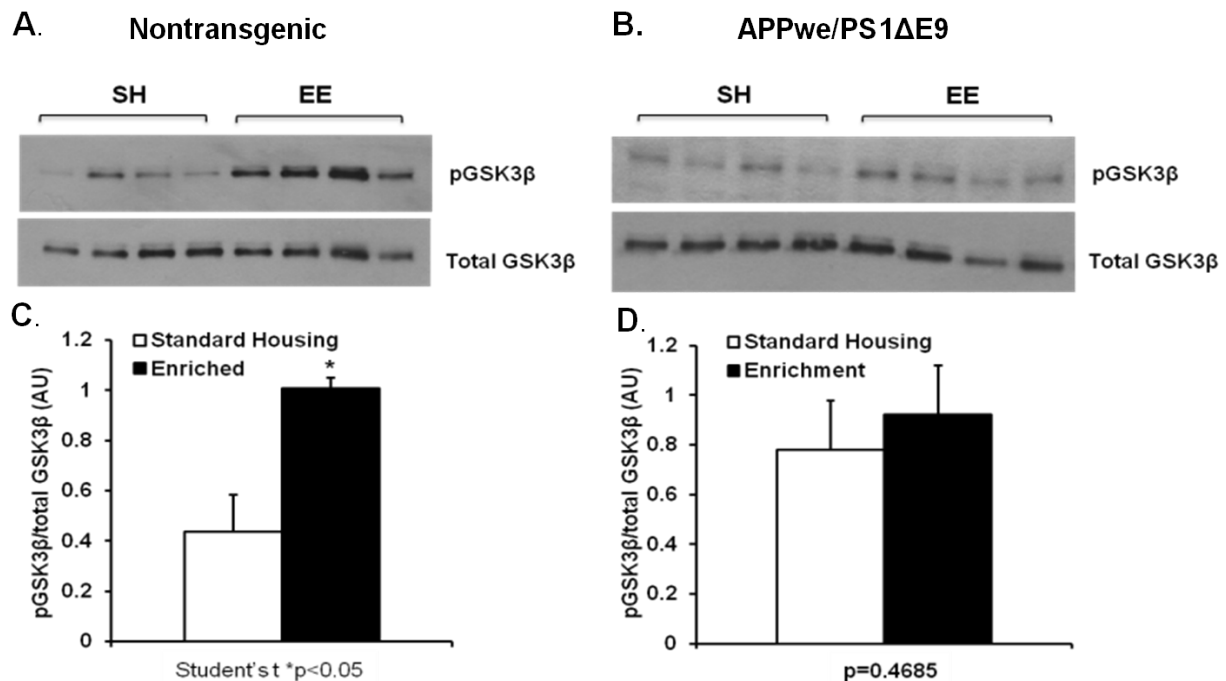 A. Nontransgenic
SH EE
pGSK3β
Total GSK3β
B. APPwe/PS1ΔE9
SH EE
pGSK3β
Total GSK3β
C.
Standard Housing
Enriched
*
pGSK3β/total GSK3β (AU)
1.2
1
0.8
0.6
0.4
0.2
0
Student's t *p<0.05
D.
Standard Housing
Enrichment
pGSK3β/total GSK3β (AU)
1.2
1
0.8
0.6
0.4
0.2
0
p=0.4685